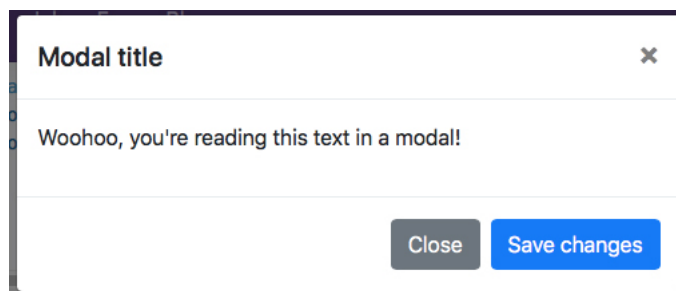 Modal title
×
Woohoo, you're reading this text in a modal!
Close
Save changes